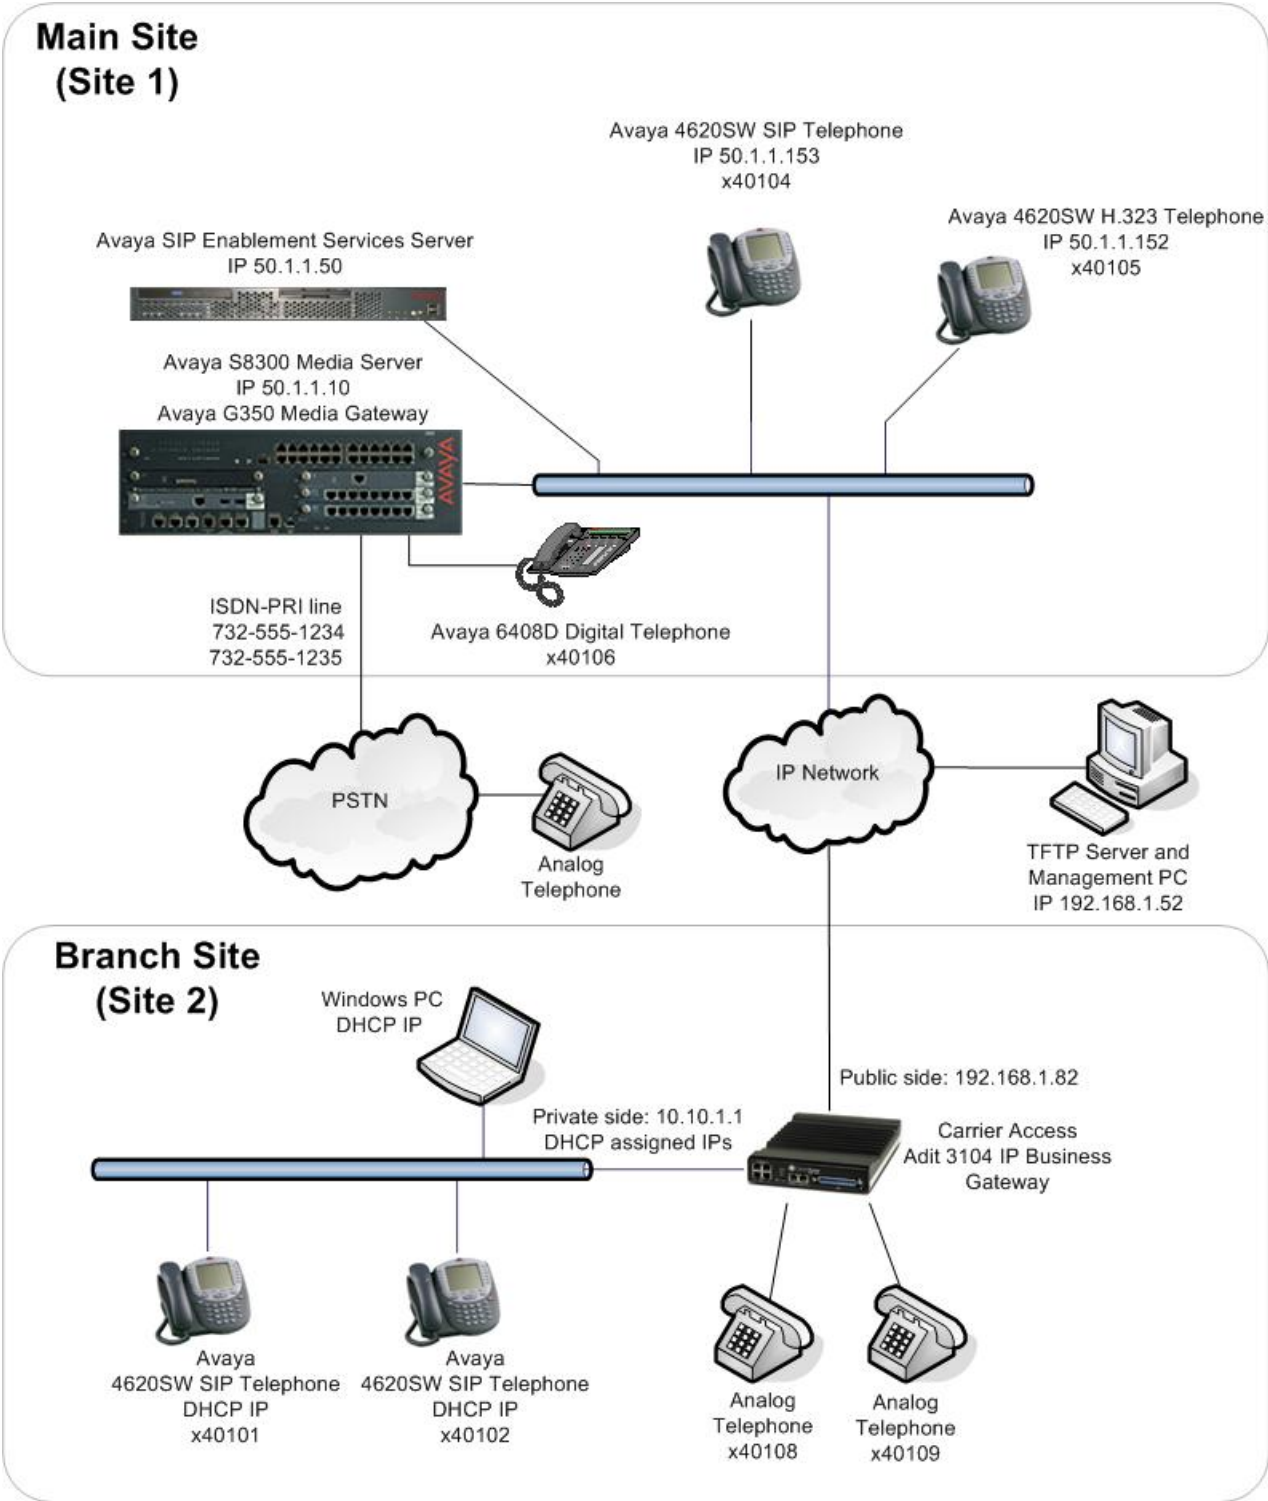 Main Site
(Site 1)
Avaya 4620SW SIP Telephone
IP 50.1.1.153
x40104
Avaya 4620SW H.323 Telephone
IP 50.1.1.152
x40105
Avaya SIP Enablement Services Server
IP 50.1.1.50
Avaya S8300 Media Server
IP 50.1.1.10
Avaya G350 Media Gateway
AVAYA
ISDN-PRI line
732-555-1234
732-555-1235
Avaya 6408D Digital Telephone
x40106
PSTN
Analog
Telephone
IP Network
TFTP Server and
Management PC
IP 192.168.1.52
Branch Site
(Site 2)
Windows PC
DHCP IP
Public side: 192.168.1.82
Private side: 10.10.1.1
DHCP assigned IPs
Carrier Access
Adit 3104 IP Business
Gateway
Avaya
4620SW SIP Telephone
DHCP IP
x40101
Avaya
4620SW SIP Telephone
DHCP IP
x40102
Analog
Telephone
x40108
Analog
Telephone
x40109